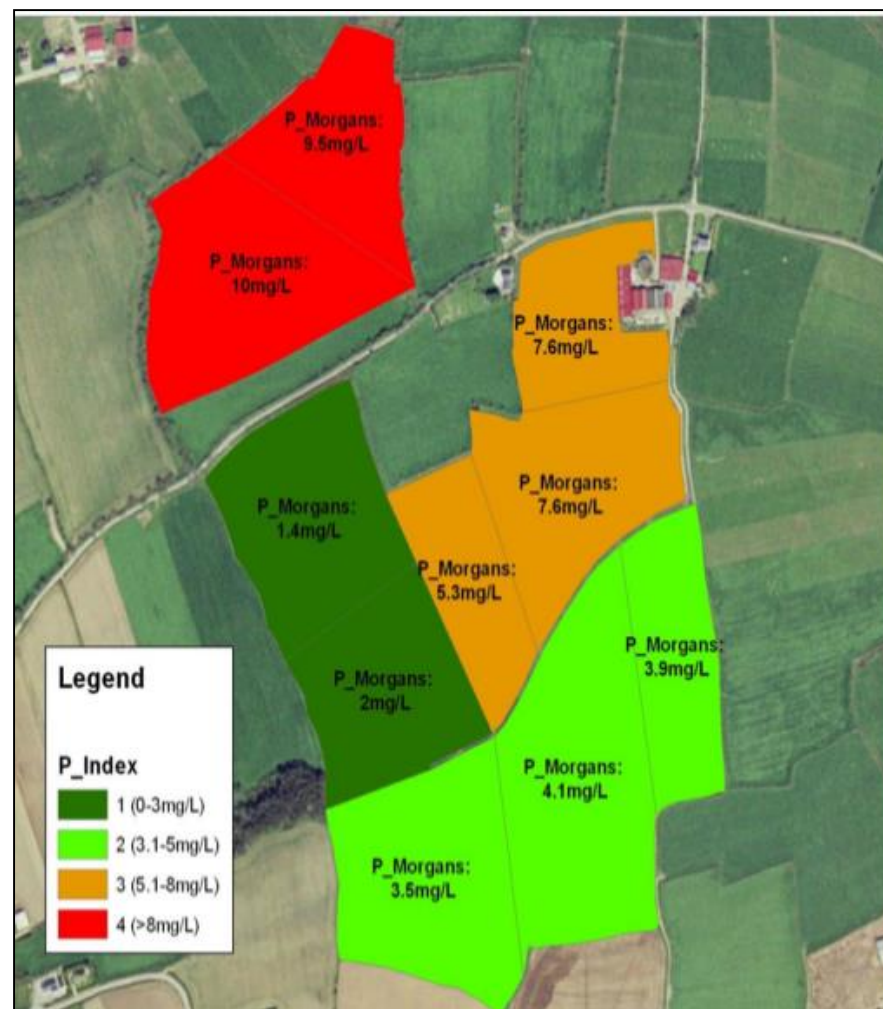 P_Morgans:
9.5mg/L
P_Morgans:
10mg/L
P_Morgans:
7.6mg/L
P_Morgans:
7.6mg/L
P_Morgans:
1.4mg/L
P_Morgans:
5.3mg/L
P_Morgans:
3.9mg/L
P_Morgans:
2mg/L
P_Morgans:
4.1mg/L
P_Morgans:
3.5mg/L
Legend
P_Index
1 (0-3mg/L)
2 (3.1-5mg/L)
3 (5.1-8mg/L)
4 (>8mg/L)